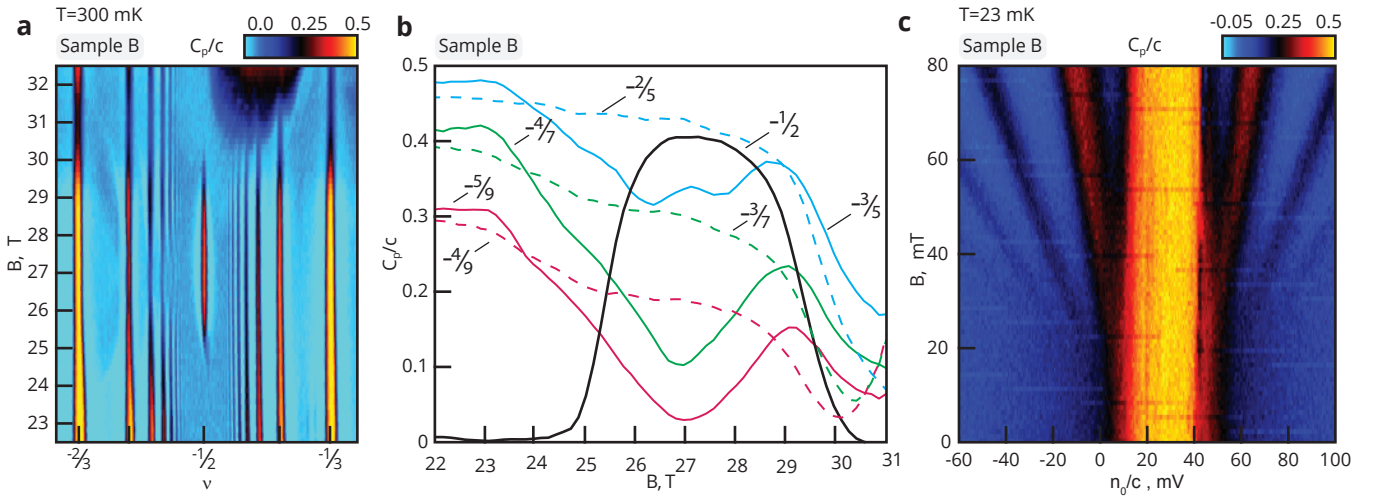 a
T=300 mK
Sample B
Cp/c
0.0 0.25 0.5
B, T
32
31
30
29
28
27
26
25
24
23
-2/3 -1/2 -1/3
ν
b
Sample B
Cp/c
0.5
0.4
0.3
0.2
0.1
0
22 23 24 25 26 27 28 29 30 31
B, T
-2/5
-1/2
-4/7
-5/9
-3/5
-3/7
-4/9
c
T=23 mK
Sample B
Cp/c
-0.05 0.25 0.5
B, mT
80
60
40
20
0
-60 -40 -20 0 20 40 60 80 100
n0/c , mV